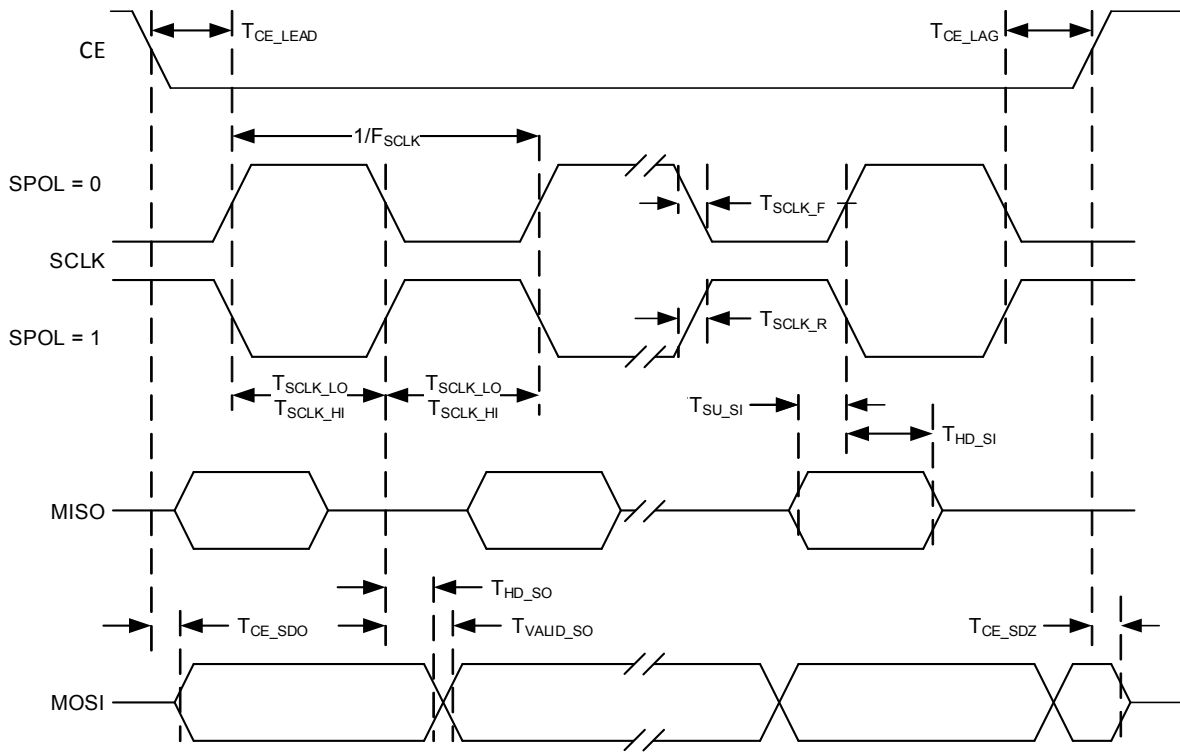 T_CE_LEAD
T_CE_LAG
CE
1/F_SCLK
SPOL = 0
T_SCLK_F
SCLK
SPOL = 1
T_SCLK_R
T_SCLK_LO
T_SCLK_HI
T_SCLK_LO
T_SCLK_HI
T_SU_SI
T_HD_SI
MISO
T_HD_SO
T_CE_SDO
T_VALID_SO
T_CE_SDZ
MOSI